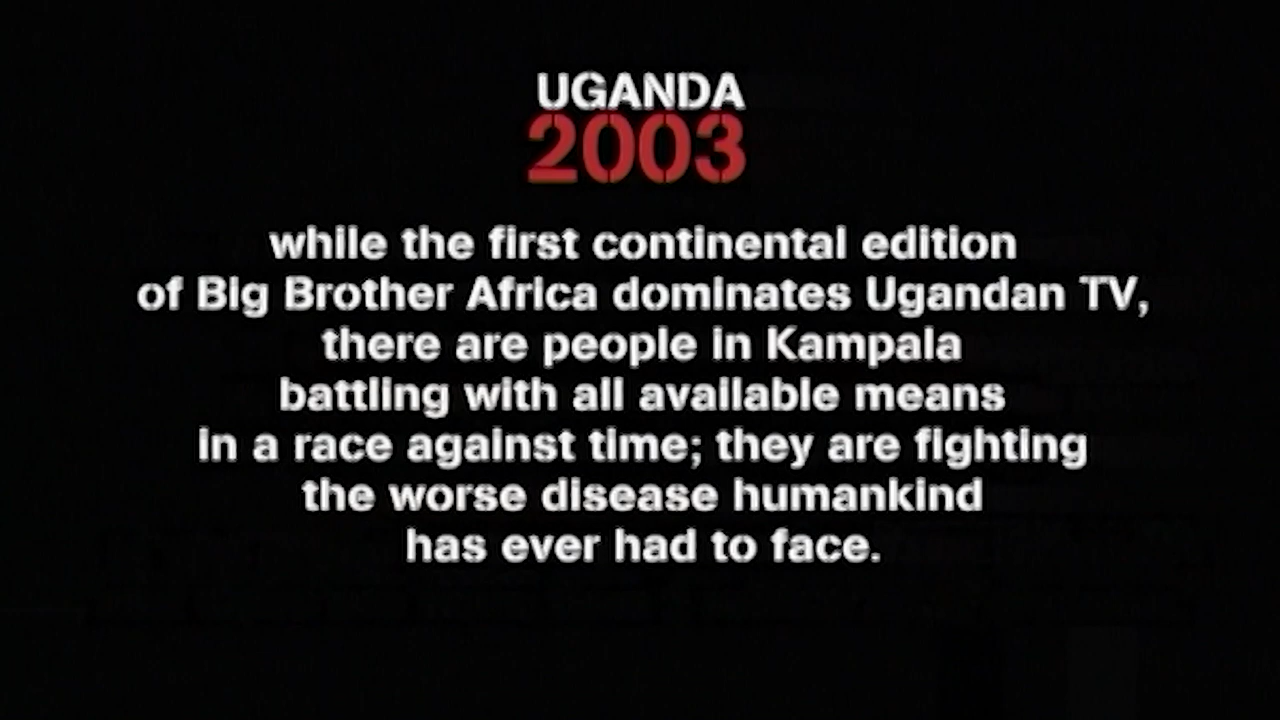 UGANDA
2003
while the first continental edition
of Big Brother Africa dominates Ugandan TV,
there are people in Kampala
battling with all available means
in a race against time; they are fighting
the worse disease humankind
has ever had to face.